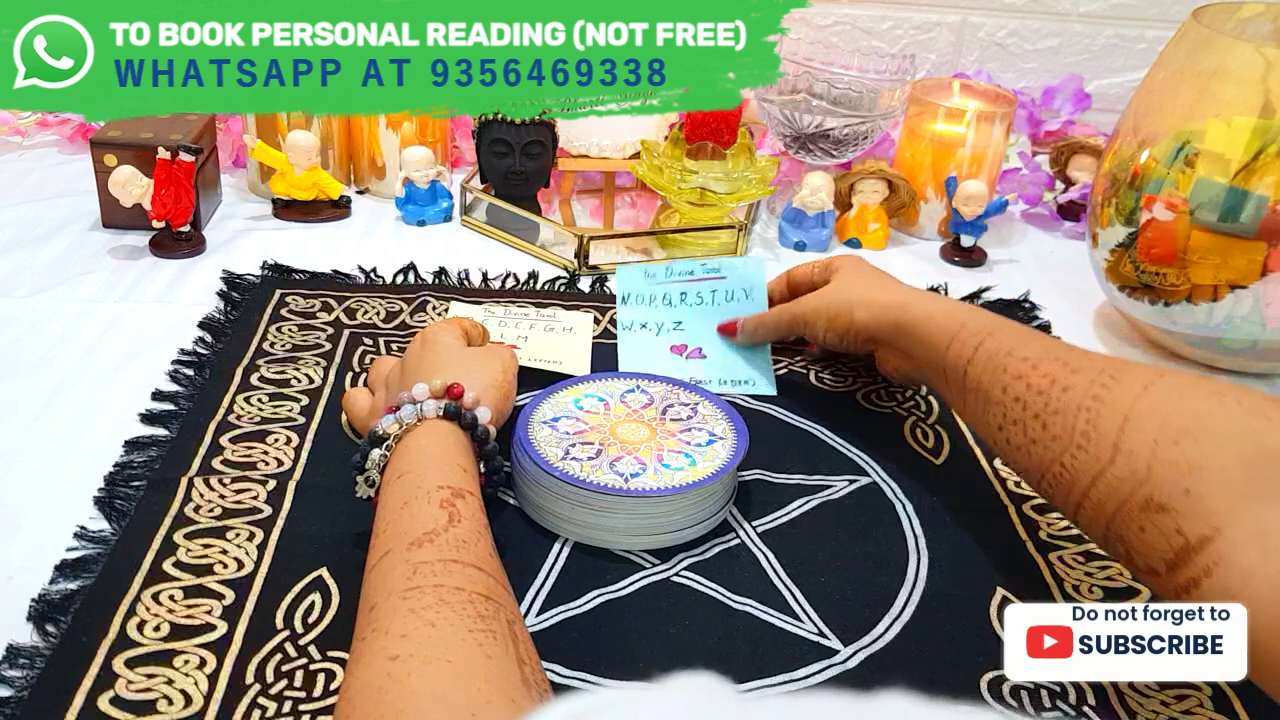 TO BOOK PERSONAL READING (NOT FREE)
WHATSAPP AT 9356469338
The Divine Tarot
D, E, F, G, H,
L, M
The Divine Tarot
N, O, P, Q, R, S, T, U, V,
W, X, Y, Z
Do not forget to
SUBSCRIBE